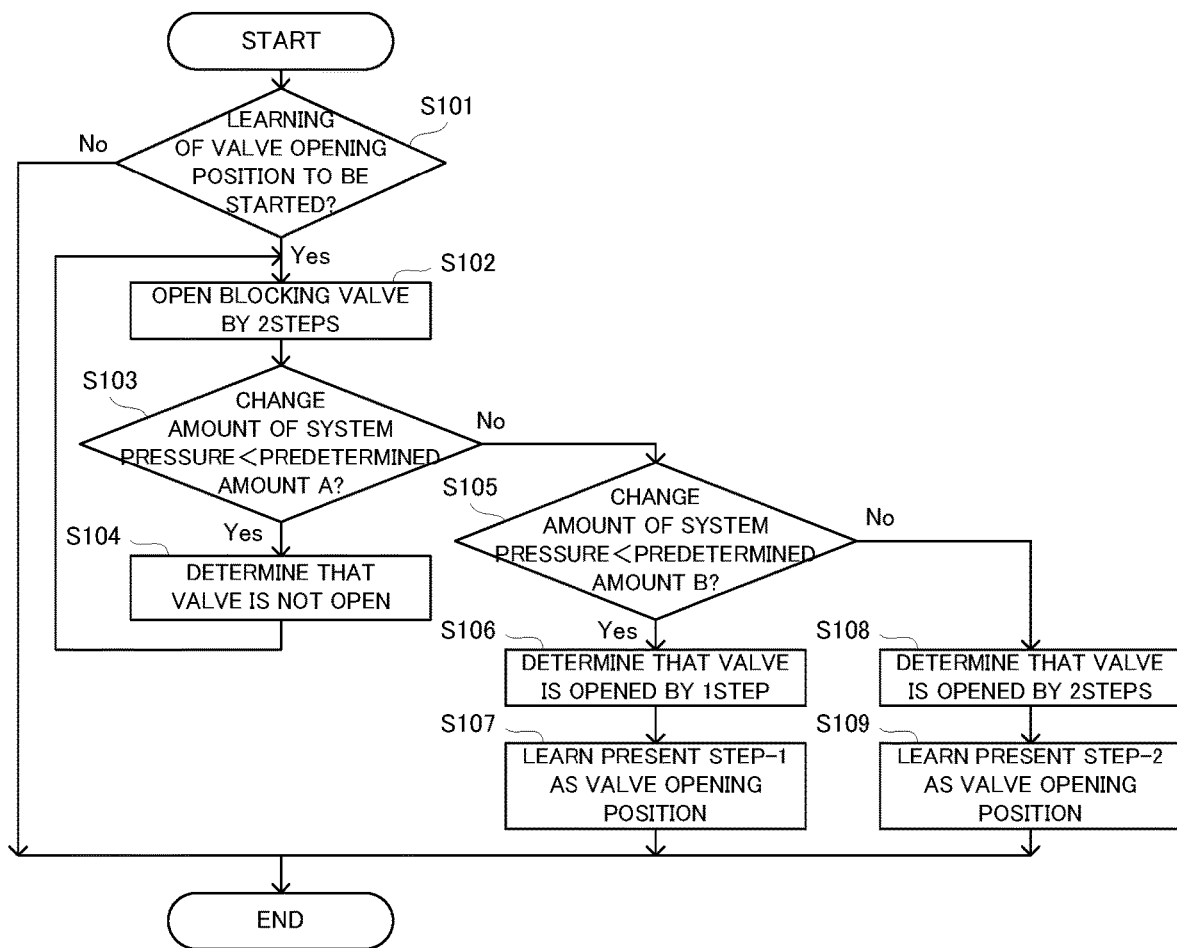 START
S101
LEARNING
OF VALVE OPENING
POSITION TO BE
STARTED?
No
Yes
S102
OPEN BLOCKING VALVE
BY 2STEPS
S103
CHANGE
AMOUNT OF SYSTEM
PRESSURE<PREDETERMINED
AMOUNT A?
No
Yes
S104
DETERMINE THAT
VALVE IS NOT OPEN
S105
CHANGE
AMOUNT OF SYSTEM
PRESSURE<PREDETERMINED
AMOUNT B?
No
Yes
S106
DETERMINE THAT VALVE
IS OPENED BY 1STEP
S107
LEARN PRESENT STEP-1
AS VALVE OPENING
POSITION
S108
DETERMINE THAT VALVE
IS OPENED BY 2STEPS
S109
LEARN PRESENT STEP-2
AS VALVE OPENING
POSITION
END